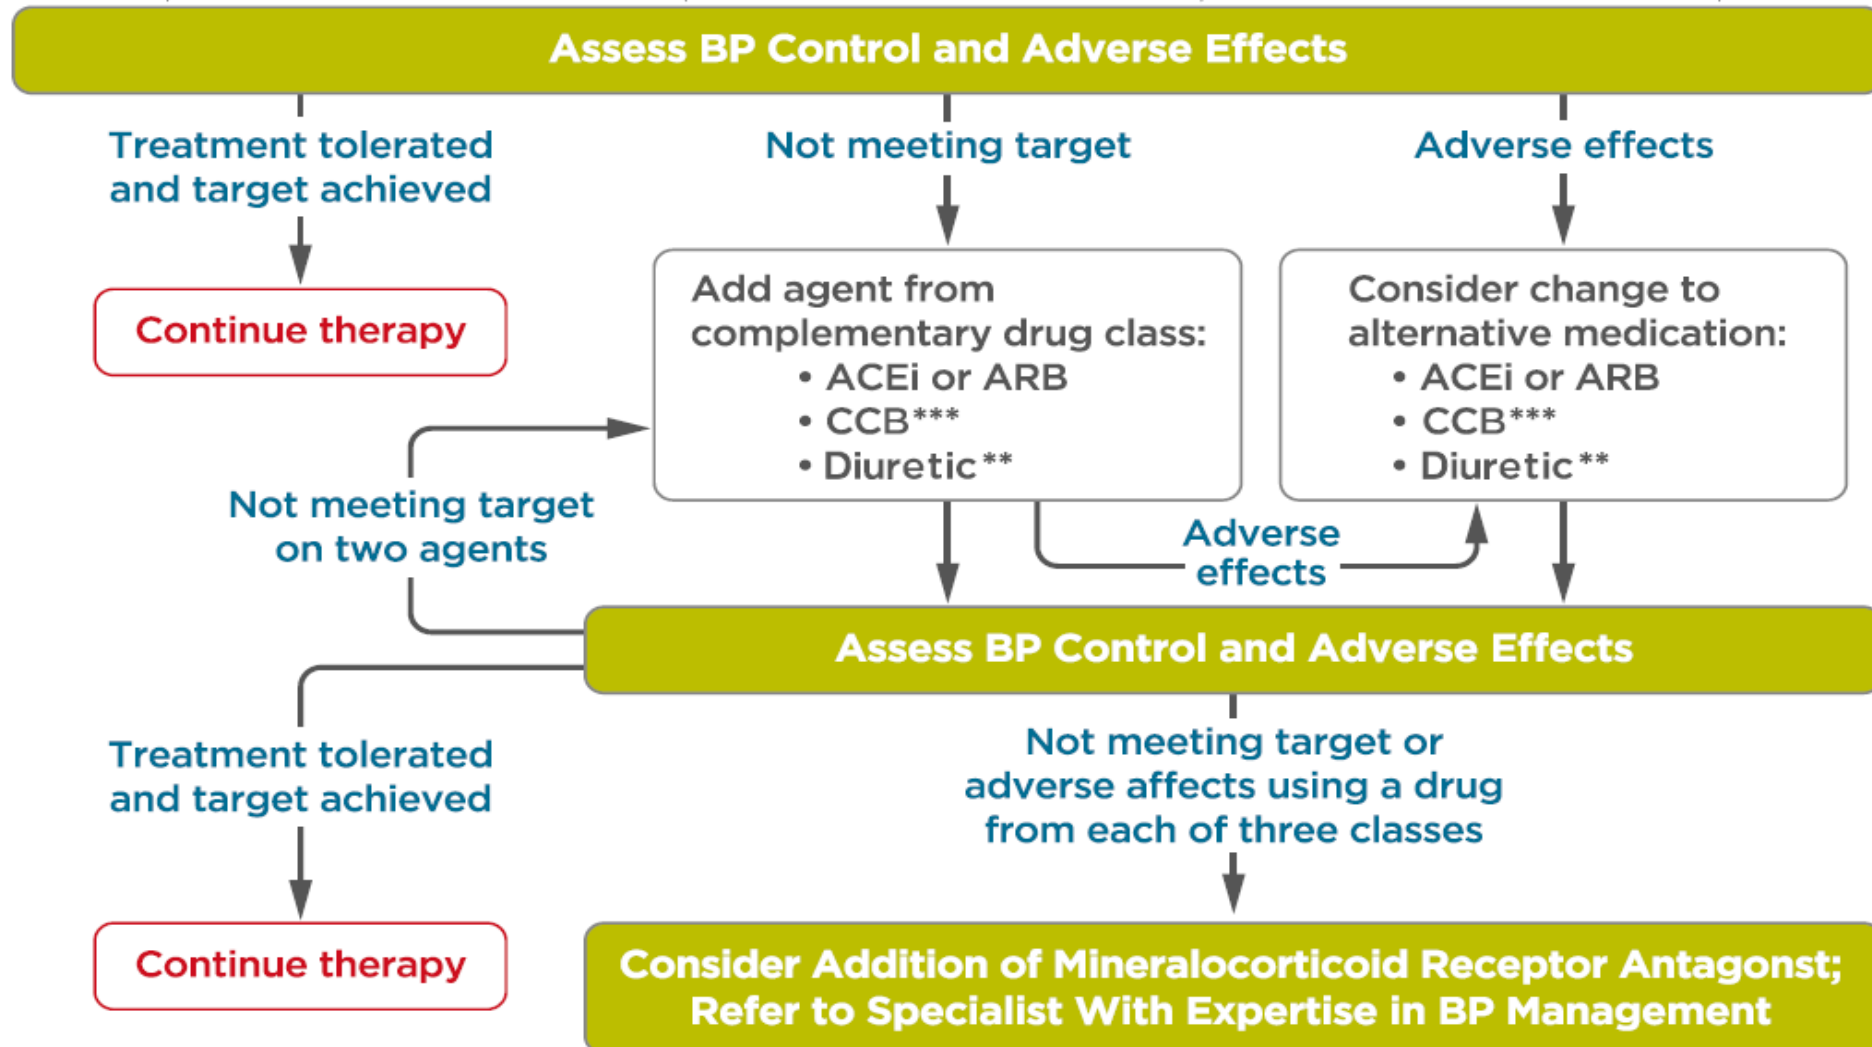 Assess BP Control and Adverse Effects
Treatment tolerated
and target achieved
Not meeting target
Adverse effects
Continue therapy
Add agent from
complementary drug class:
• ACEi or ARB
• CCB***
• Diuretic**
Consider change to
alternative medication:
• ACEi or ARB
• CCB***
• Diuretic**
Not meeting target
on two agents
Adverse
effects
Assess BP Control and Adverse Effects
Treatment tolerated
and target achieved
Not meeting target or
adverse affects using a drug
from each of three classes
Continue therapy
Consider Addition of Mineralocorticoid Receptor Antagonst;
Refer to Specialist With Expertise in BP Management